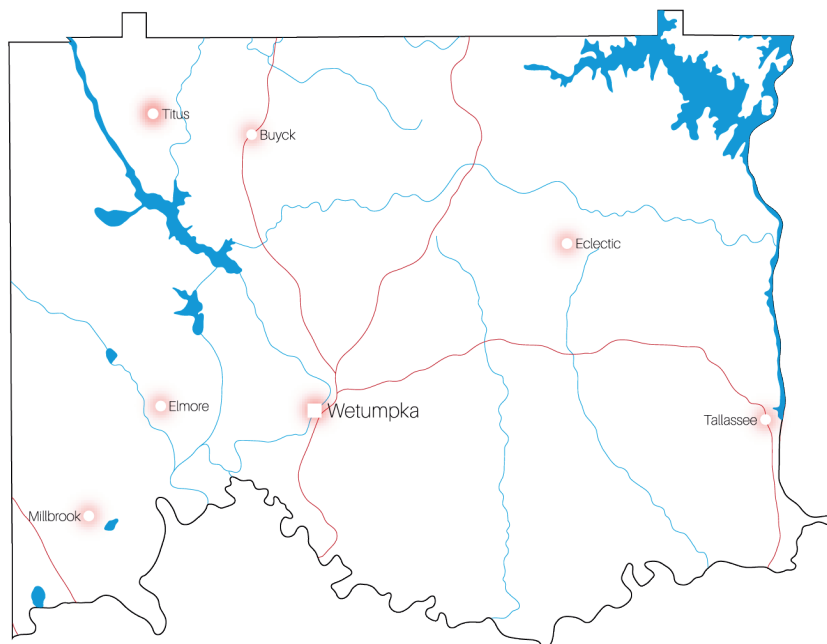 Titus
Buyck
Eclectic
Elmore
Wetumpka
Tallassee
Millbrook